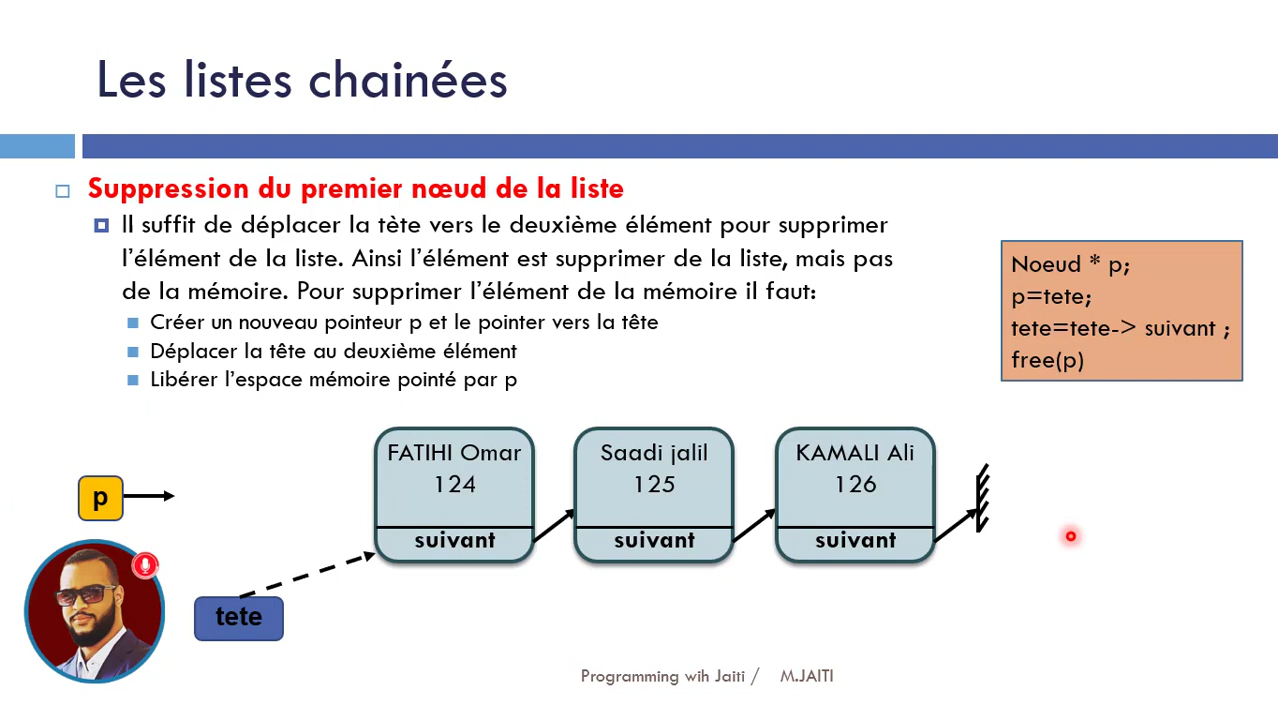 Les listes chainées
Suppression du premier nœud de la liste
Il suffit de déplacer la tète vers le deuxième élément pour supprimer
l'élément de la liste. Ainsi l'élément est supprimer de la liste, mais pas
de la mémoire. Pour supprimer l'élément de la mémoire il faut:
Créer un nouveau pointeur p et le pointer vers la tête
Déplacer la tête au deuxième élément
Libérer l'espace mémoire pointé par p
Noeud * p;
p=tete;
tete=tete-> suivant ;
free(p)
FATIHI Omar
124
suivant
Saadi jalil
125
suivant
KAMALI Ali
126
suivant
p
tete
Programming wih Jaiti / M.JAITI